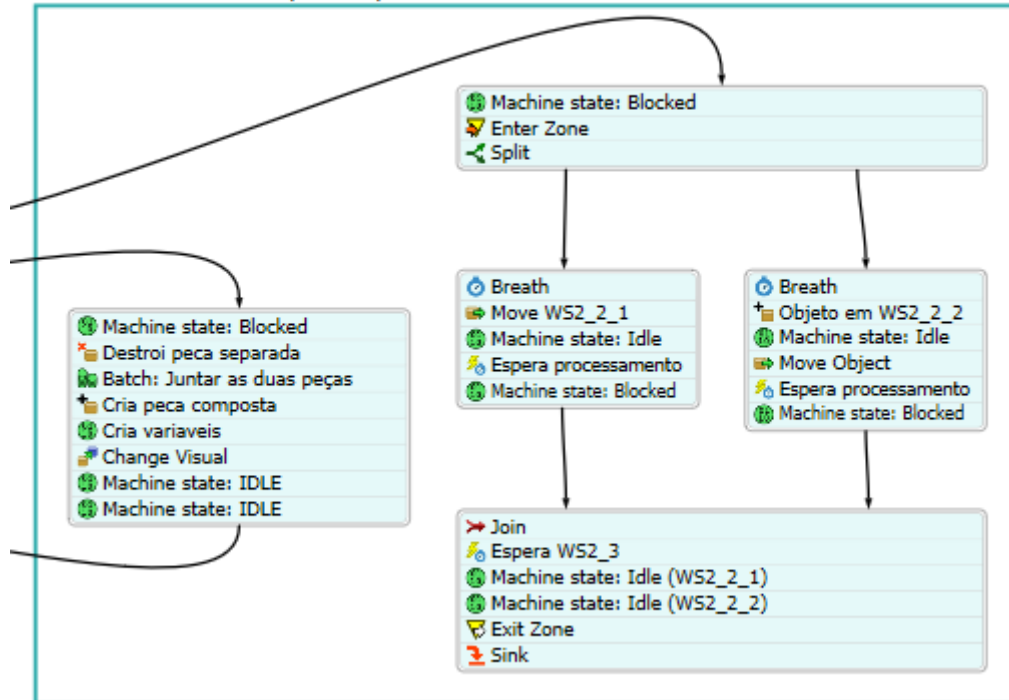 Machine state: Blocked
Enter Zone
Split
Breath
Move WS2_2_1
Machine state: Idle
Espera processamento
Machine state: Blocked
Breath
Objeto em WS2_2_2
Machine state: Idle
Move Object
Espera processamento
Machine state: Blocked
Machine state: Blocked
Destroi peca separada
Batch: Juntar as duas peças
Cria peca composta
Cria variaveis
Change Visual
Machine state: IDLE
Machine state: IDLE
Join
Espera WS2_3
Machine state: Idle (WS2_2_1)
Machine state: Idle (WS2_2_2)
Exit Zone
Sink